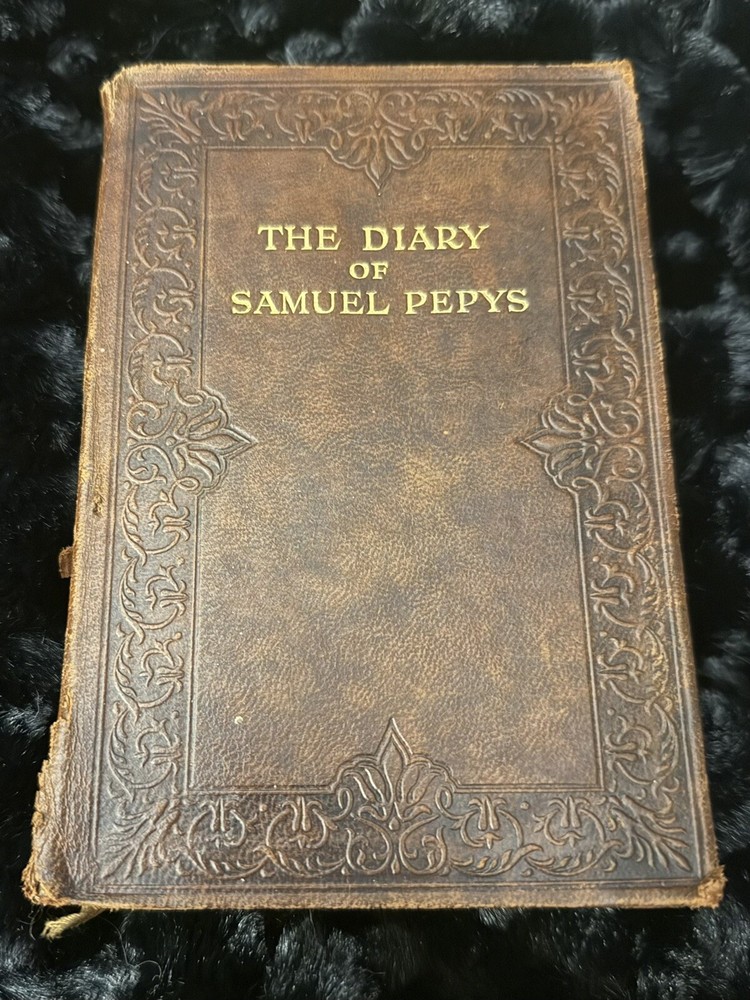 THE DIARY
OF
SAMUEL PEPYS